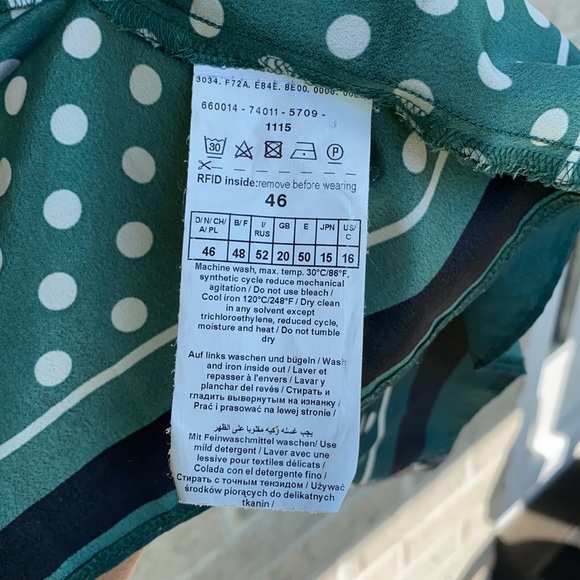 3034. F72A. E84E. 8E00. 0000.
660014 - 74011 - 5709 -
1115
30
P
RFID inside:remove before wearing
46
D/ N/ CH/ A/ PL B/ F I/ RUS GB E JPN US/ C
46 48 52 20 50 15 16
Machine wash, max. temp. 30°C/86°F,
synthetic cycle reduce mechanical
agitation / Do not use bleach /
Cool iron 120°C/248°F / Dry clean
in any solvent except
trichloroethylene, reduced cycle,
moisture and heat / Do not tumble
dry
Auf links waschen und bügeln / Wash
and iron inside out / Laver et
repasser à l'envers / Lavar y
planchar del revés / Стирать и
гладить вывернутым на изнанку /
Prać i prasować na lewej stronie /
يجب غسله وكيه مقلوبا على الظهر
Mit Feinwaschmittel waschen/ Use
mild detergent / Laver avec une
lessive pour textiles délicats /
Colada con el detergente fino /
Стирать с точным тензидом / Używać
środków piorących do delikatnych
tkanin /